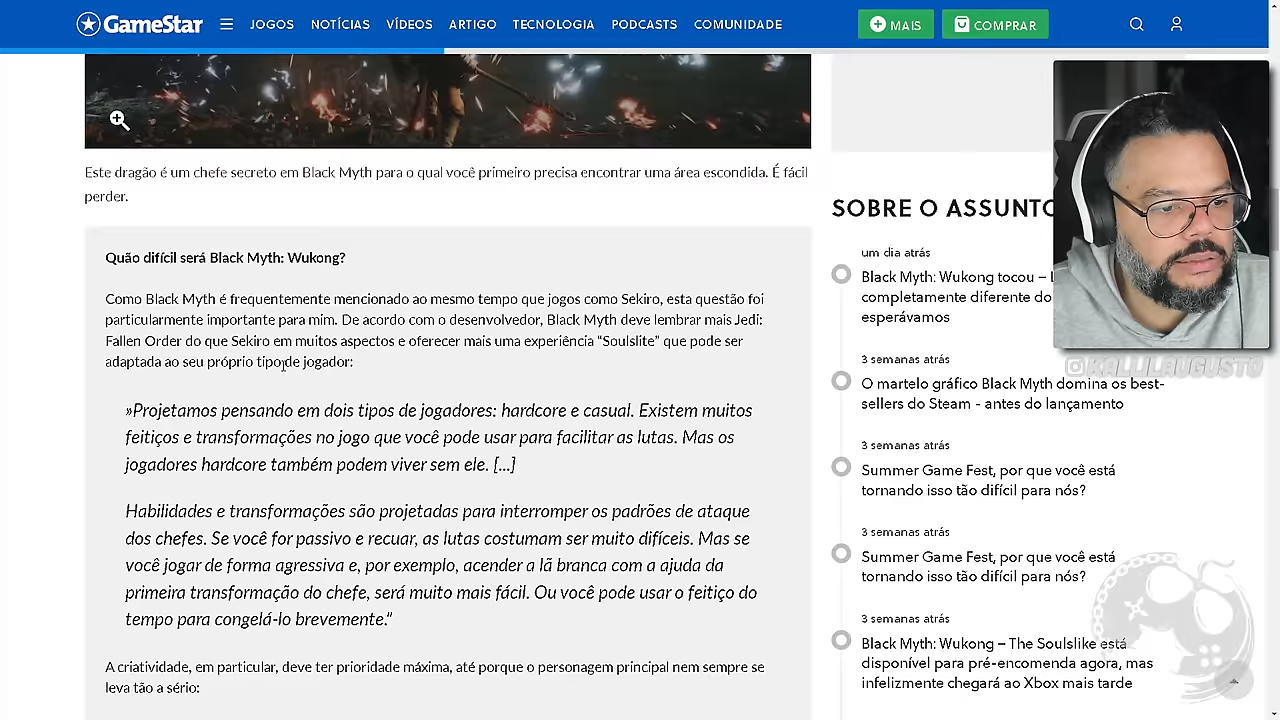 GameStar
JOGOS NOTÍCIAS VÍDEOS ARTIGO TECNOLOGIA PODCASTS COMUNIDADE
MAIS
COMPRAR
Este dragão é um chefe secreto em Black Myth para o qual você primeiro precisa encontrar uma área escondida. É fácil
perder.
Quão difícil será Black Myth: Wukong?
Como Black Myth é frequentemente mencionado ao mesmo tempo que jogos como Sekiro, esta questão foi
particularmente importante para mim. De acordo com o desenvolvedor, Black Myth deve lembrar mais Jedi:
Fallen Order do que Sekiro em muitos aspectos e oferecer mais uma experiência “Soulslite” que pode ser
adaptada ao seu próprio tipo de jogador:
»Projetamos pensando em dois tipos de jogadores: hardcore e casual. Existem muitos
feitiços e transformações no jogo que você pode usar para facilitar as lutas. Mas os
jogadores hardcore também podem viver sem ele. [...]
Habilidades e transformações são projetadas para interromper os padrões de ataque
dos chefes. Se você for passivo e recuar, as lutas costumam ser muito difíceis. Mas se
você jogar de forma agressiva e, por exemplo, acender a lã branca com a ajuda da
primeira transformação do chefe, será muito mais fácil. Ou você pode usar o feitiço do
tempo para congelá-lo brevemente.”
A criatividade, em particular, deve ter prioridade máxima, até porque o personagem principal nem sempre se
leva tão a sério:
SOBRE O ASSUNTO
um dia atrás
Black Myth: Wukong tocou –
completamente diferente do
esperávamos
3 semanas atrás
O martelo gráfico Black Myth domina os best-
sellers do Steam - antes do lançamento
3 semanas atrás
Summer Game Fest, por que você está
tornando isso tão difícil para nós?
3 semanas atrás
Summer Game Fest, por que você está
tornando isso tão difícil para nós?
3 semanas atrás
Black Myth: Wukong – The Soulslike está
disponível para pré-encomenda agora, mas
infelizmente chegará ao Xbox mais tarde
KALLILAUGUSTO